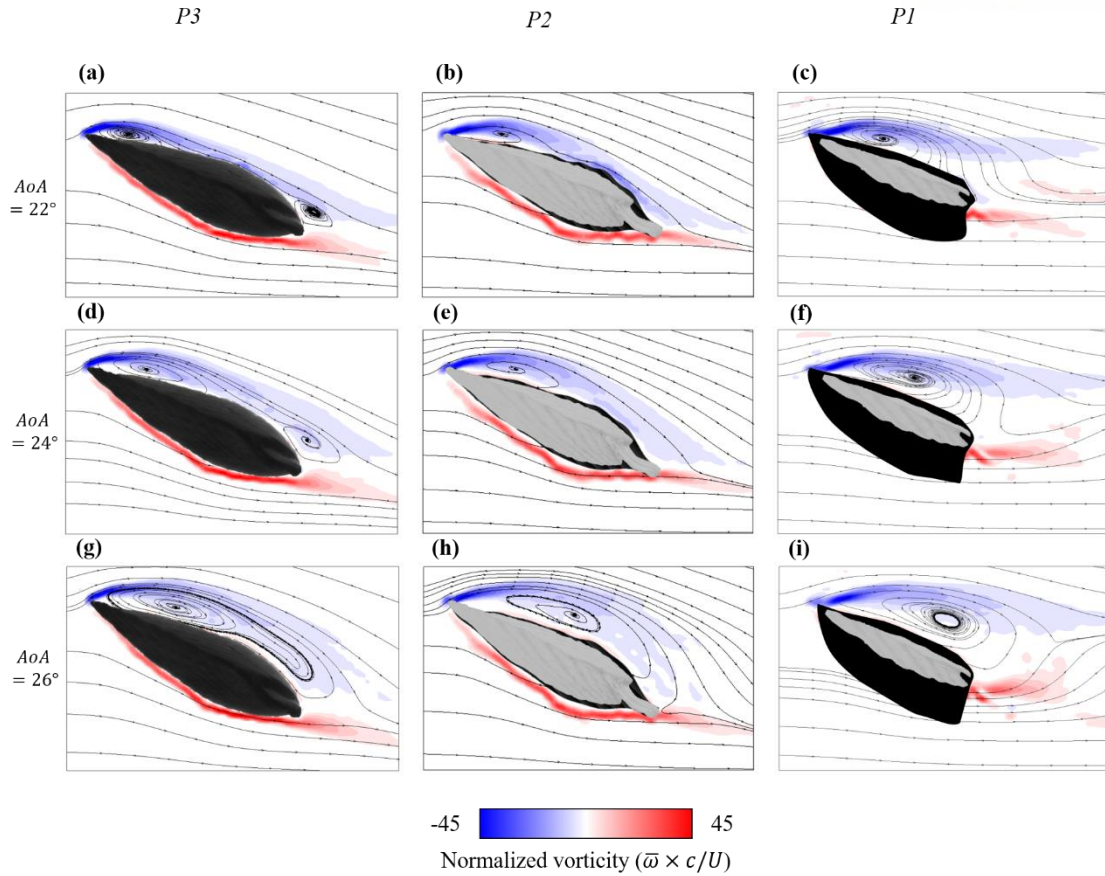 P3 P2 P1
(a) (b) (c)
AoA
= 22°
(d) (e) (f)
AoA
= 24°
(g) (h) (i)
AoA
= 26°
-45 45
Normalized vorticity (ω̅ × c/U)